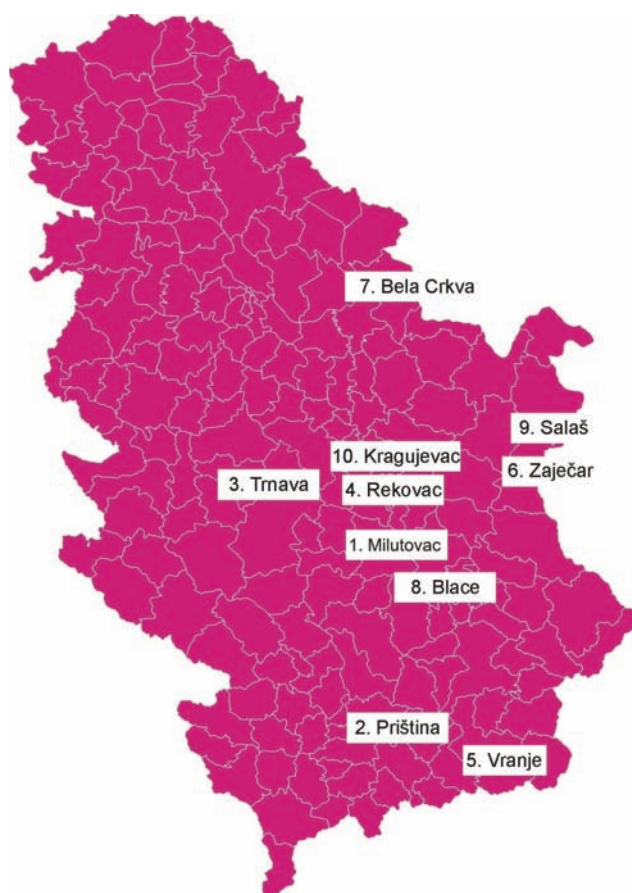 7. Bela Crkva
9. Salaš
10. Kragujevac
6. Zaječar
3. Trnava
4. Rekovac
1. Milutovac
8. Blace
2. Priština
5. Vranje